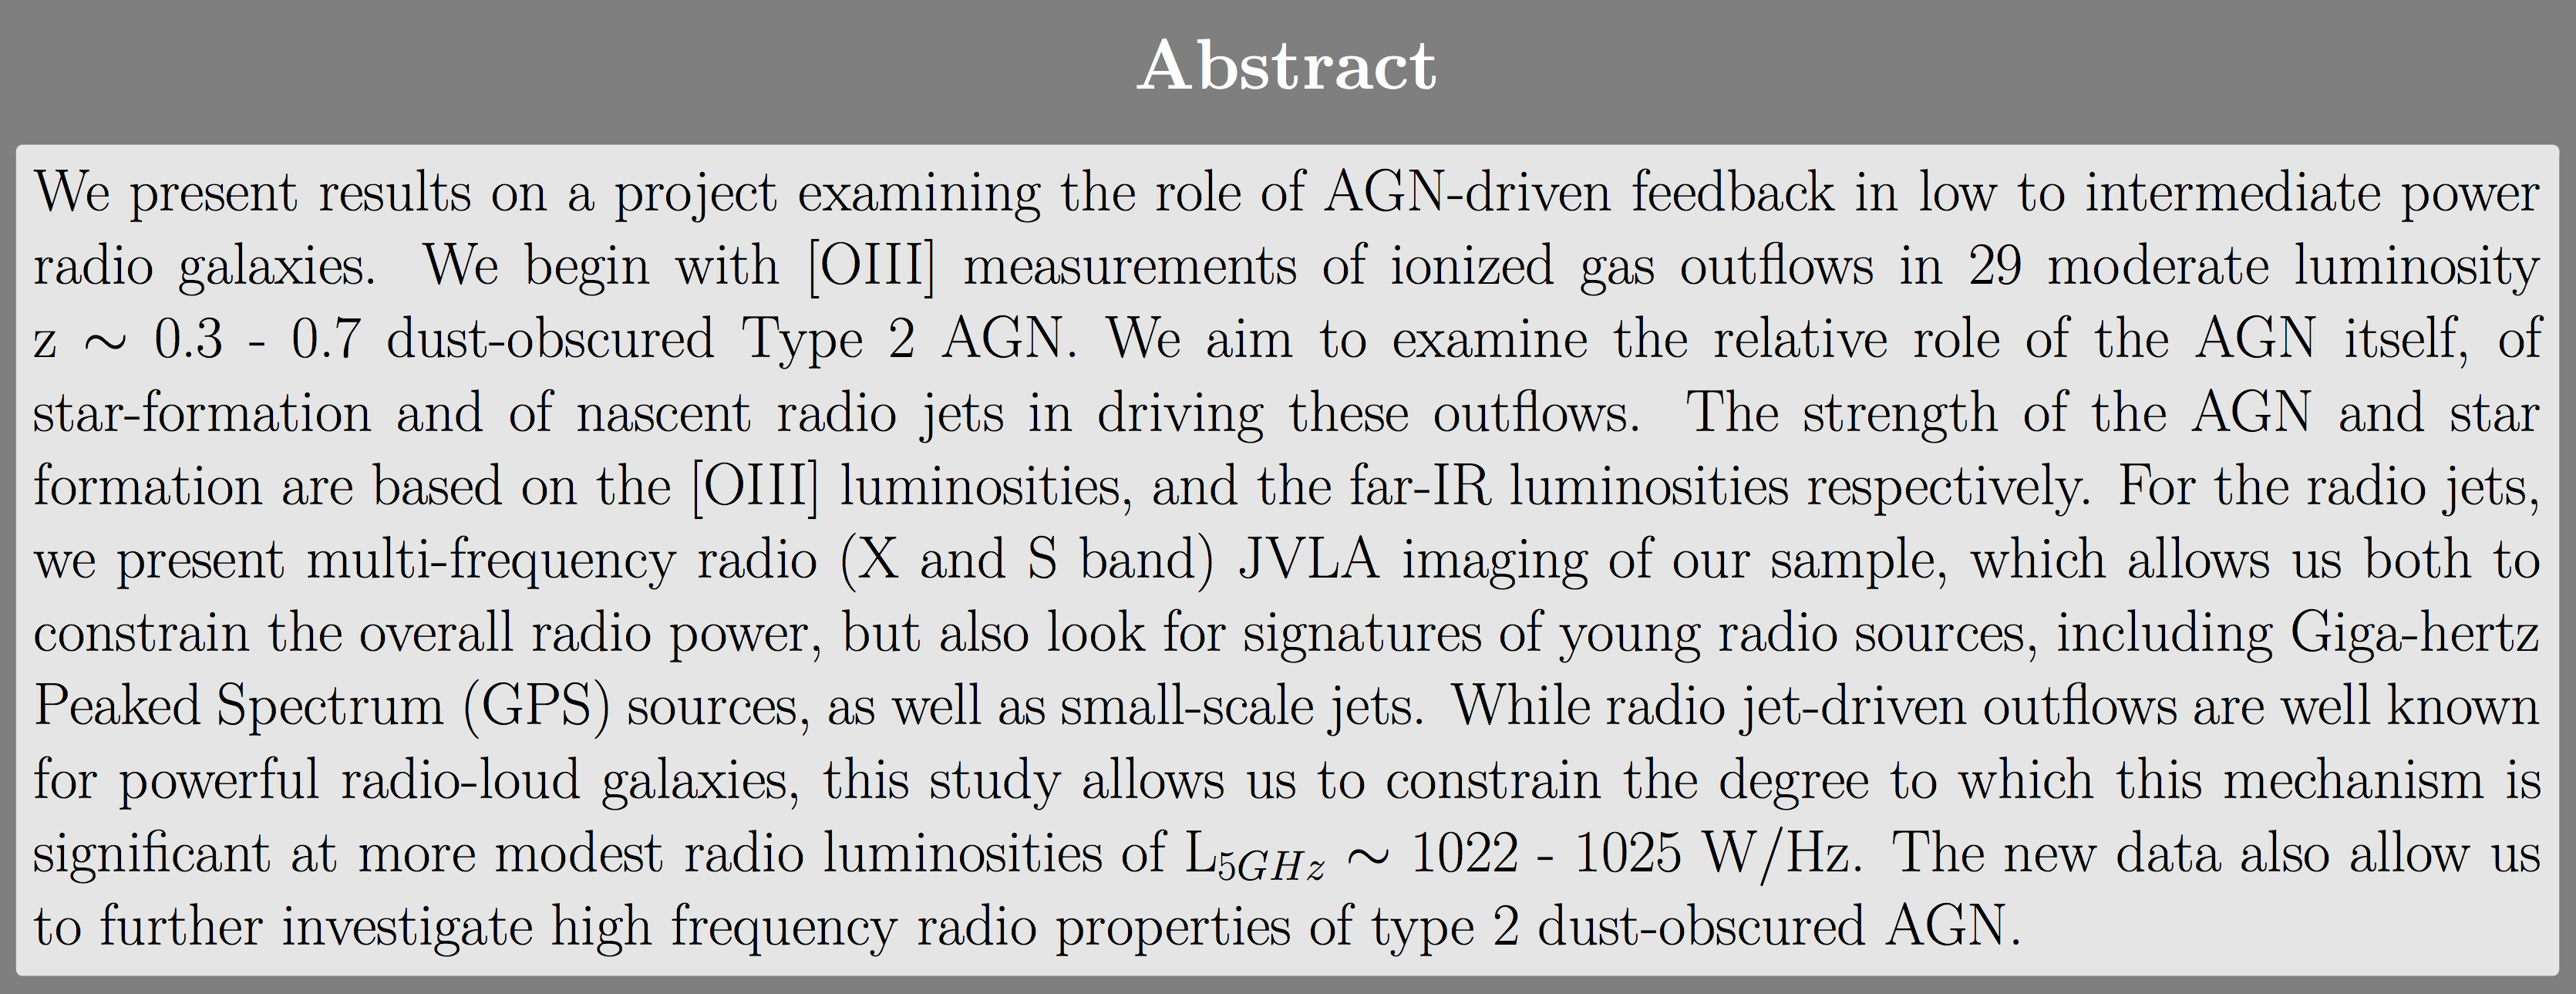 Abstract
We present results on a project examining the role of AGN-driven feedback in low to intermediate power
radio galaxies. We begin with [OIII] measurements of ionized gas outflows in 29 moderate luminosity
z ∼ 0.3 - 0.7 dust-obscured Type 2 AGN. We aim to examine the relative role of the AGN itself, of
star-formation and of nascent radio jets in driving these outflows. The strength of the AGN and star
formation are based on the [OIII] luminosities, and the far-IR luminosities respectively. For the radio jets,
we present multi-frequency radio (X and S band) JVLA imaging of our sample, which allows us both to
constrain the overall radio power, but also look for signatures of young radio sources, including Giga-hertz
Peaked Spectrum (GPS) sources, as well as small-scale jets. While radio jet-driven outflows are well known
for powerful radio-loud galaxies, this study allows us to constrain the degree to which this mechanism is
significant at more modest radio luminosities of L5GHz ∼ 1022 - 1025 W/Hz. The new data also allow us
to further investigate high frequency radio properties of type 2 dust-obscured AGN.